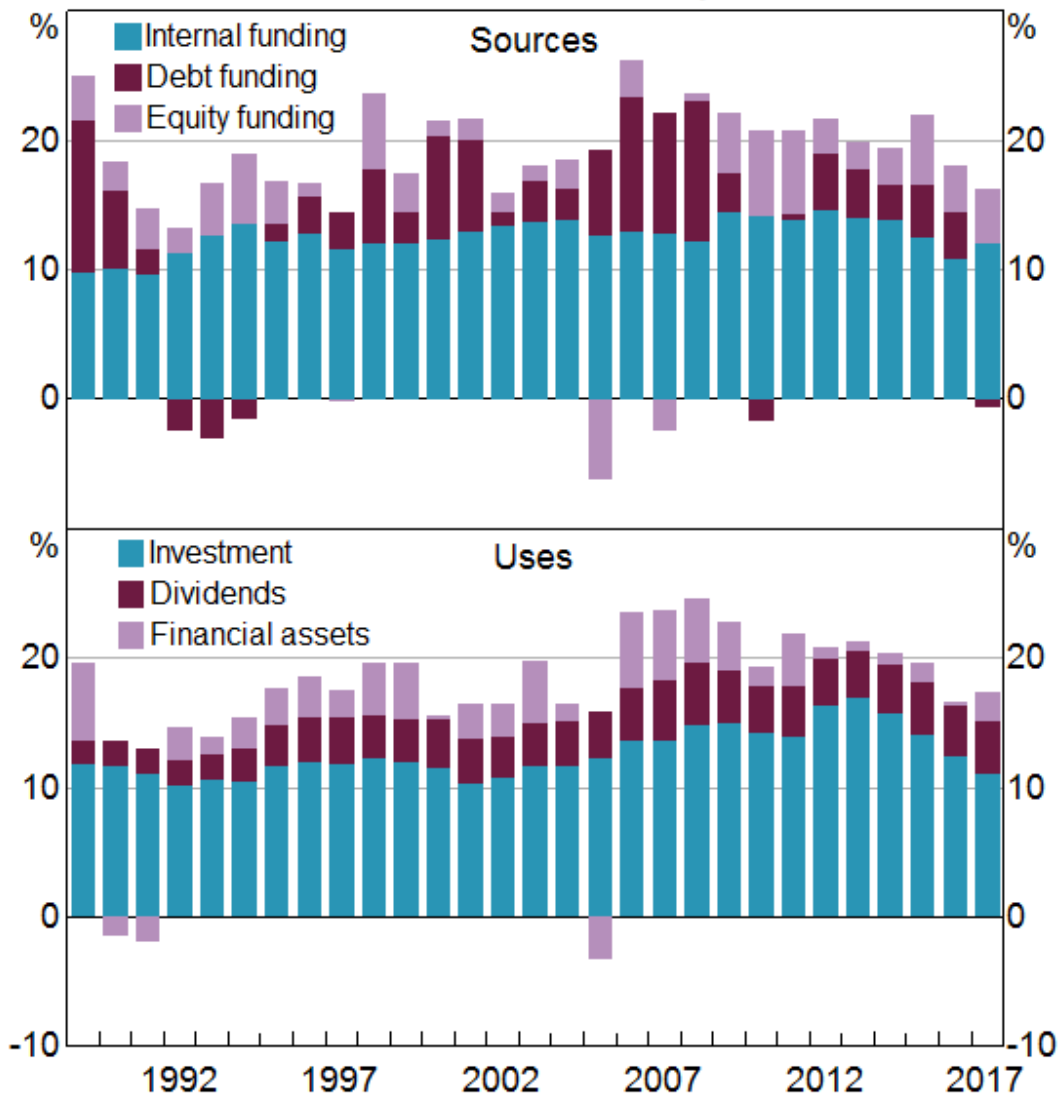 % Sources %
Internal funding
Debt funding
Equity funding
20 20
10 10
0 0
% Uses %
Investment
Dividends
Financial assets
20 20
10 10
0 0
-10 -10
1992 1997 2002 2007 2012 2017